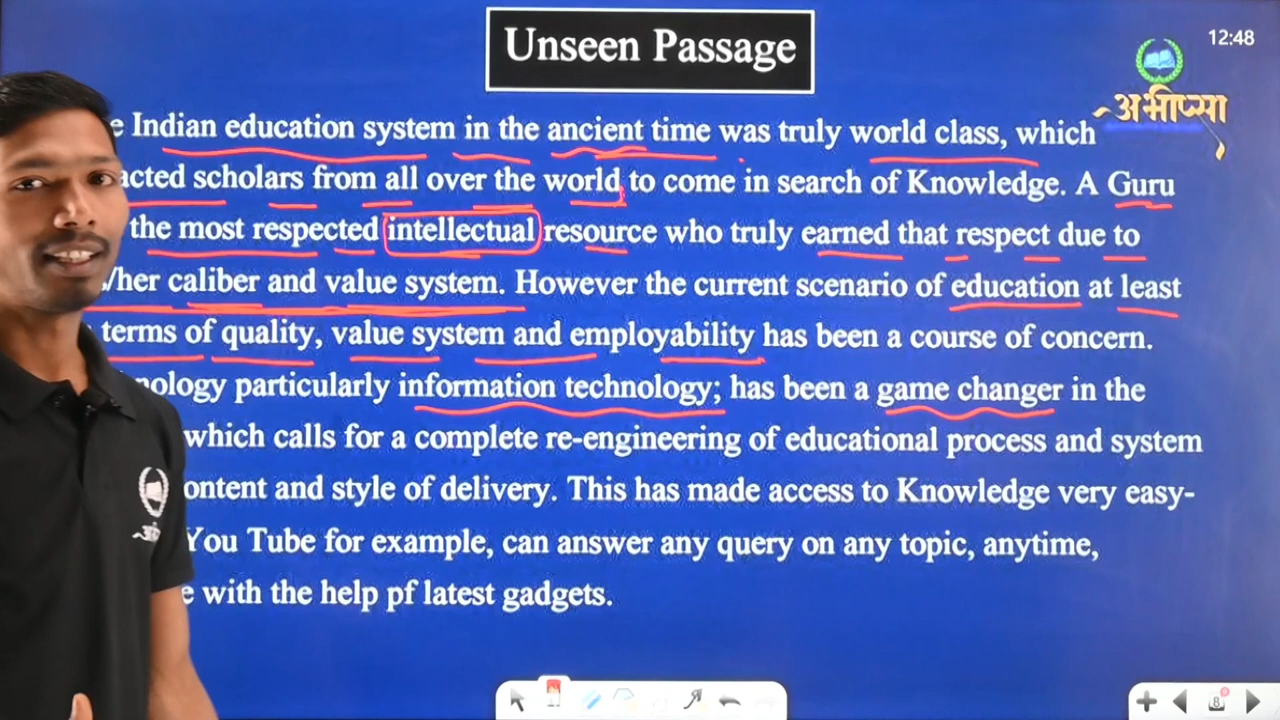 Unseen Passage
12:48
अभीप्सा
e Indian education system in the ancient time was truly world class, which
acted scholars from all over the world to come in search of Knowledge. A Guru
the most respected intellectual resource who truly earned that respect due to
/her caliber and value system. However the current scenario of education at least
terms of quality, value system and employability has been a course of concern.
nology particularly information technology; has been a game changer in the
which calls for a complete re-engineering of educational process and system
ontent and style of delivery. This has made access to Knowledge very easy-
You Tube for example, can answer any query on any topic, anytime,
e with the help pf latest gadgets.
8